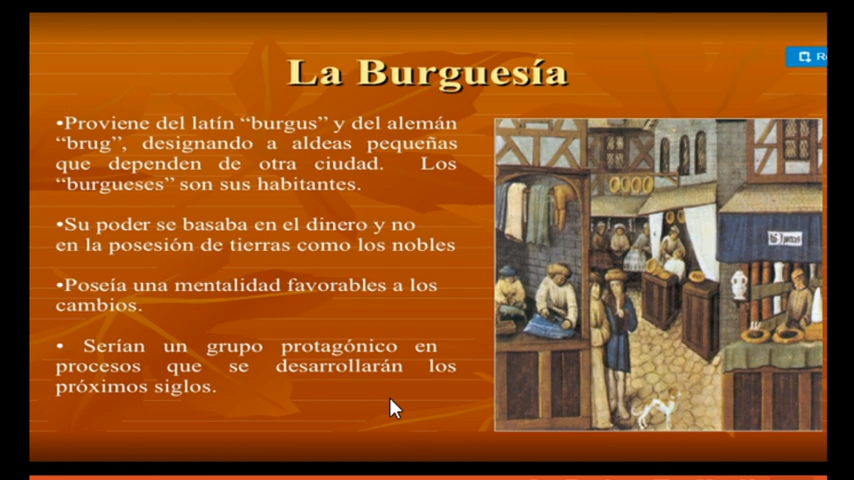 La Burguesía
•Proviene del latín “burgus” y del alemán
“brug”, designando a aldeas pequeñas
que dependen de otra ciudad. Los
“burgueses” son sus habitantes.
•Su poder se basaba en el dinero y no
en la posesión de tierras como los nobles
•Poseía una mentalidad favorables a los
cambios.
• Serían un grupo protagónico en
procesos que se desarrollarán los
próximos siglos.